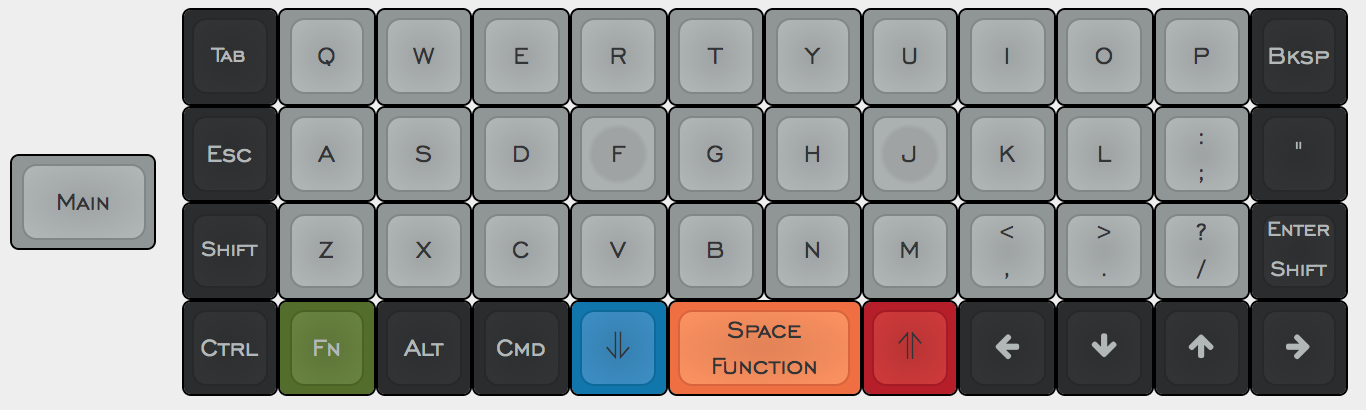 Main
Tab Q W E R T Y U I O P Bksp
Esc A S D F G H J K L : ; "
Shift Z X C V B N M < , > . ? / Enter Shift
Ctrl Fn Alt Cmd ⇓ Space Function ⇑ ← ↓ ↑ →